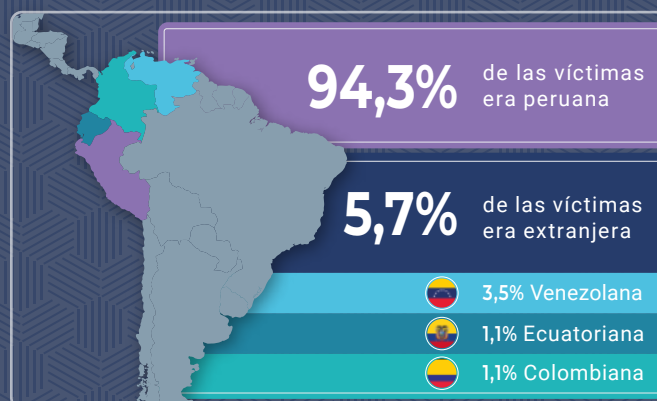 94,3% de las víctimas
era peruana
5,7% de las víctimas
era extranjera
3,5% Venezolana
1,1% Ecuatoriana
1,1% Colombiana